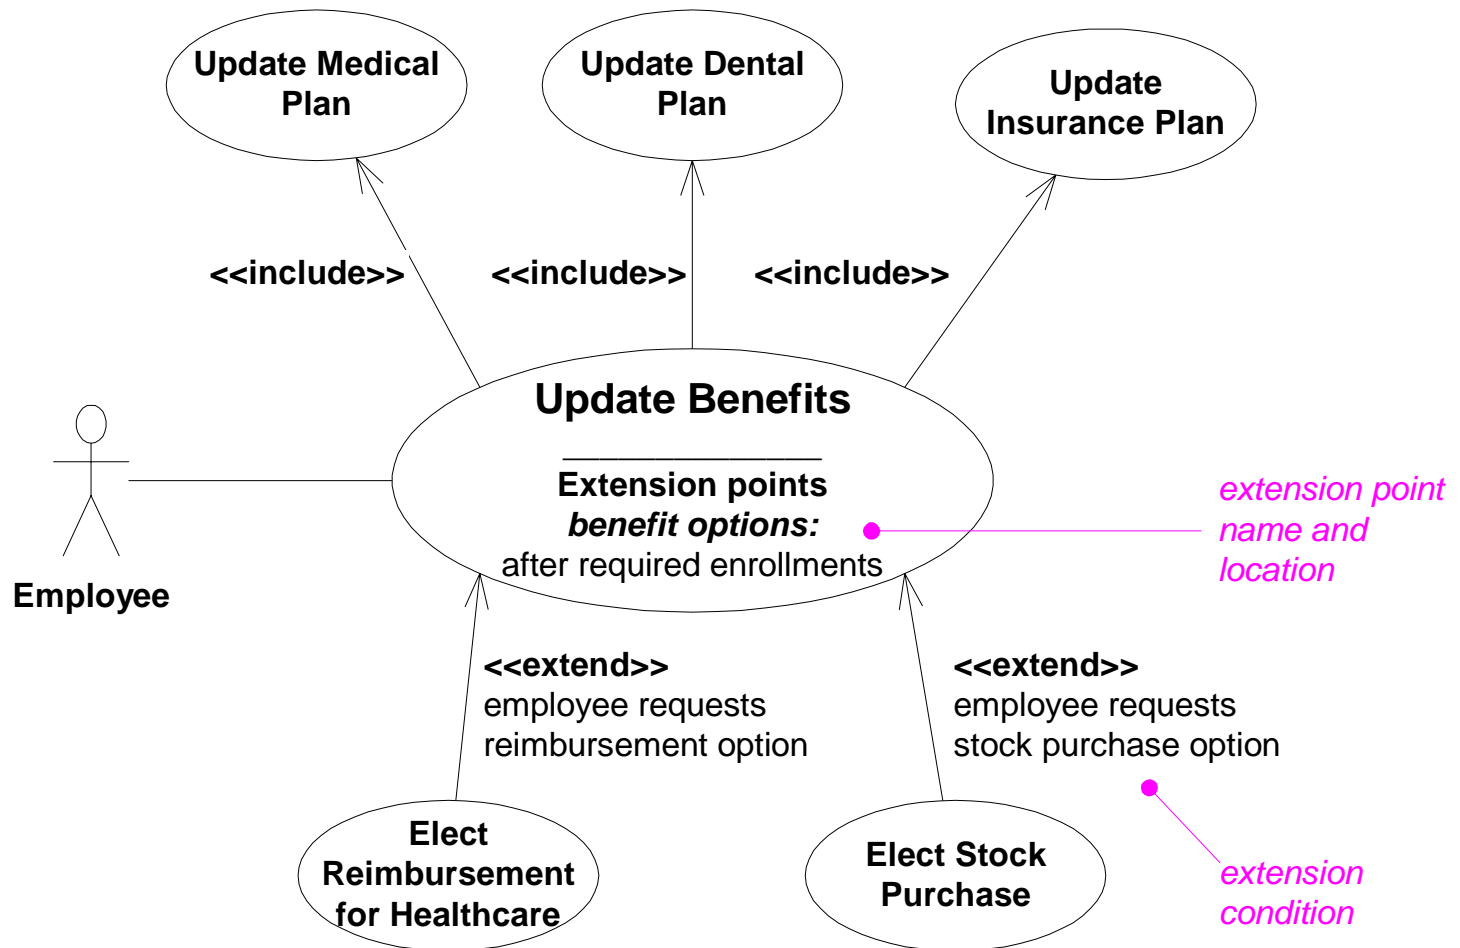 Update Medical
Plan
Update Dental
Plan
Update
Insurance Plan
<<include>>
<<include>>
<<include>>
Update Benefits
Extension points
benefit options:
after required enrollments
extension point
name and
location
Employee
<<extend>>
employee requests
reimbursement option
<<extend>>
employee requests
stock purchase option
Elect
Reimbursement
for Healthcare
Elect Stock
Purchase
extension
condition